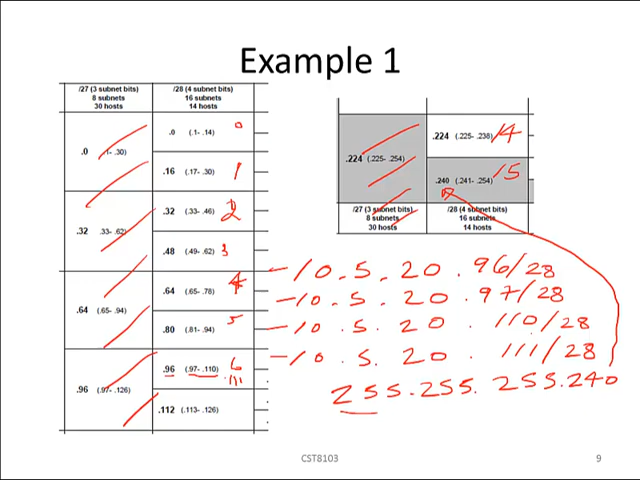 Example 1
/27 (3 subnet bits)
8 subnets
30 hosts
/28 (4 subnet bits)
16 subnets
14 hosts
.0 (.1- .30)
.0 (.1- .14) 0
.16 (.17- .30) 1
.32 (.33- .62)
.32 (.33- .46) 2
.48 (.49- .62) 3
.64 (.65- .94)
.64 (.65- .78) 4
.80 (.81- .94) 5
.96 (.97- .126)
.96 (.97- .110) 6
.111
.112 (.113- .126)
.224 (.225- .254)
.224 (.225- .238) 14
.240 (.241- .254) 15
/27 (3 subnet bits)
8 subnets
30 hosts
/28 (4 subnet bits)
16 subnets
14 hosts
-10.5.20.96/28
-10.5.20.97/28
-10.5.20.110/28
-10.5.20.111/28
255.255.255.240
CST8103
9